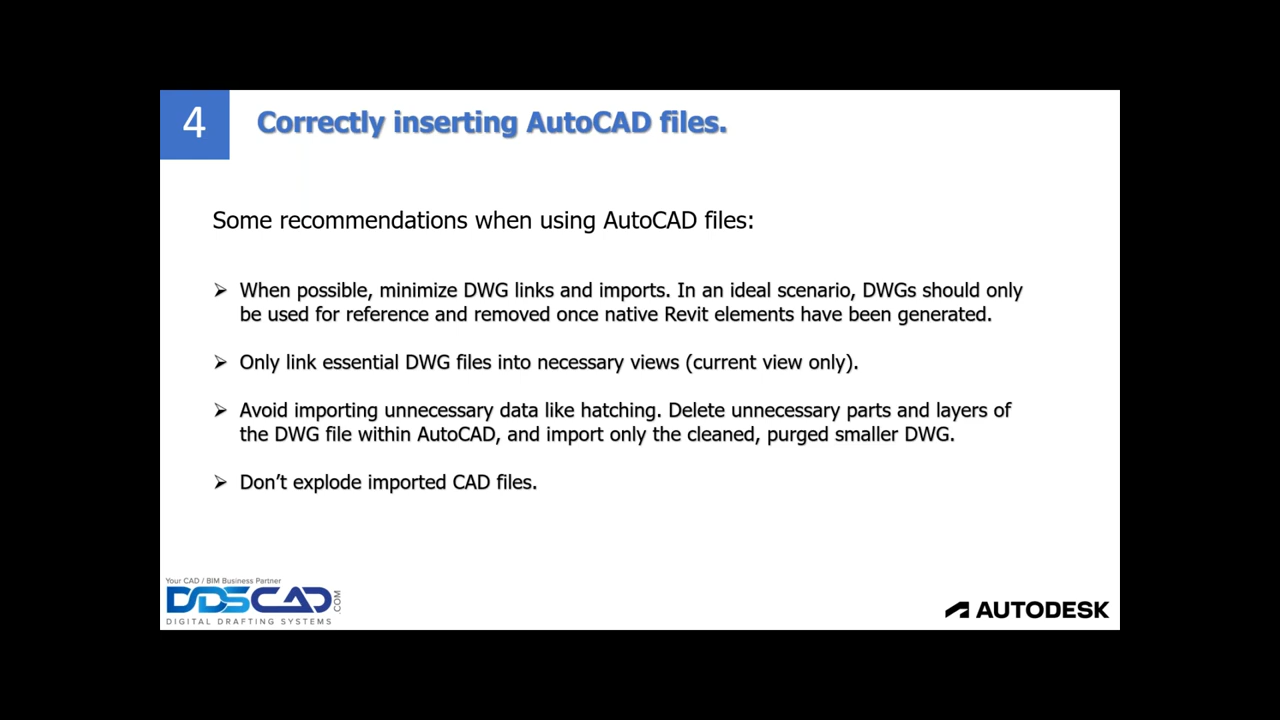 4
Correctly inserting AutoCAD files.
Some recommendations when using AutoCAD files:
➢ When possible, minimize DWG links and imports. In an ideal scenario, DWGs should only
be used for reference and removed once native Revit elements have been generated.
➢ Only link essential DWG files into necessary views (current view only).
➢ Avoid importing unnecessary data like hatching. Delete unnecessary parts and layers of
the DWG file within AutoCAD, and import only the cleaned, purged smaller DWG.
➢ Don’t explode imported CAD files.
Your CAD / BIM Business Partner
DDSCAD.COM
DIGITAL DRAFTING SYSTEMS
AUTODESK